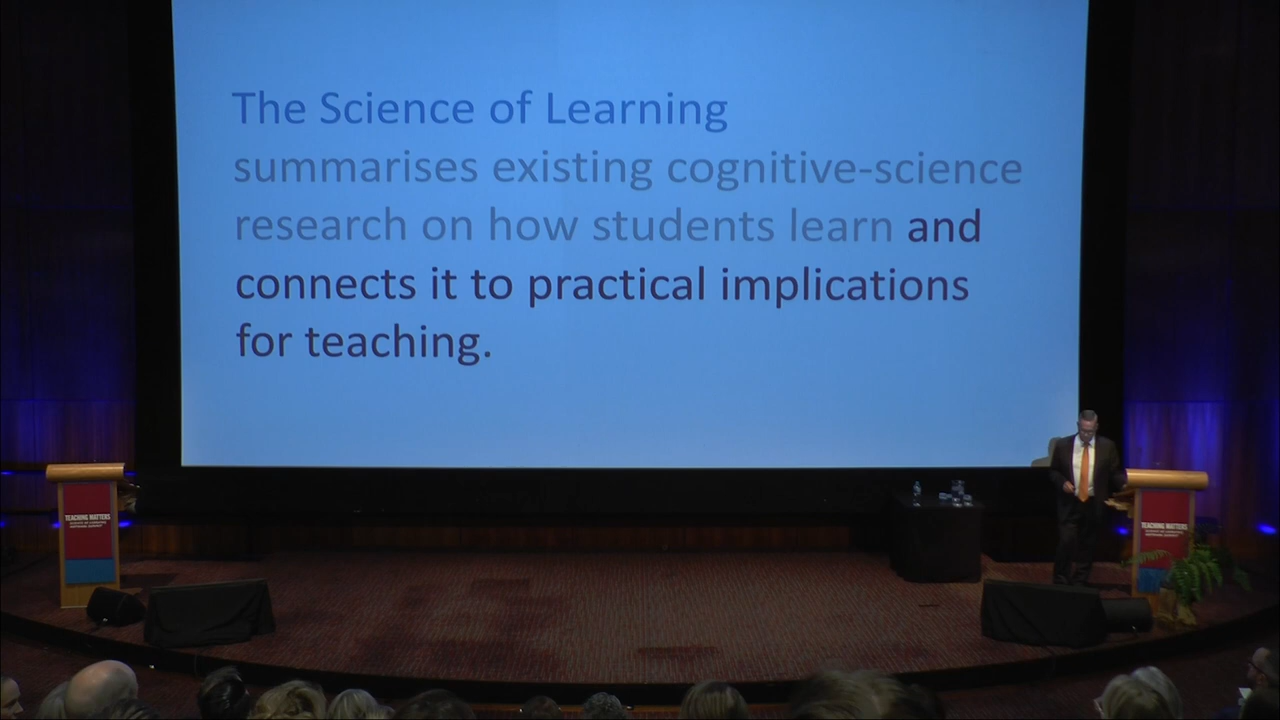 The Science of Learning
summarises existing cognitive-science
research on how students learn and
connects it to practical implications
for teaching.
TEACHING MATTERS
TEACHING MATTERS